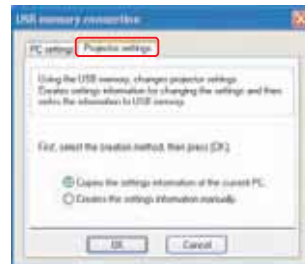 USB memory connection
PC settings
Projector settings
Using the USB memory, changes projector settings.
Creates settings information for changing the settings and then
writes the information to USB memory.
First, select the creation method, then press [OK].
Copies the settings information of the current PC.
Creates the settings information manually.
OK
Cancel